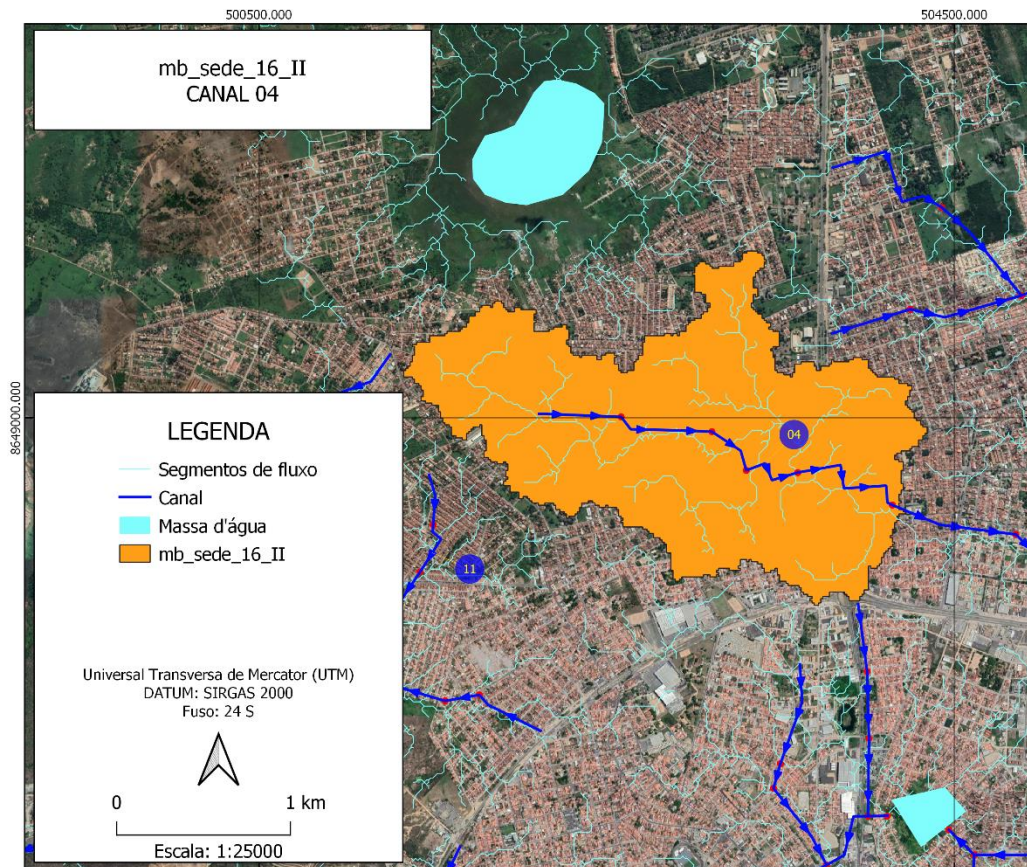 500500.000
504500.000
mb_sede_16_II
CANAL 04
8649000.000
04
11
LEGENDA
Segmentos de fluxo
Canal
Massa d'água
mb_sede_16_II
Universal Transversa de Mercator (UTM)
DATUM: SIRGAS 2000
Fuso: 24 S
0 1 km
Escala: 1:25000